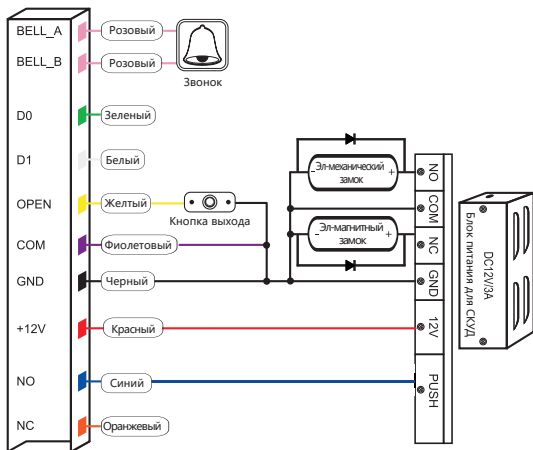 BELL_A
Розовый
BELL_B
Розовый
Звонок
D0
Зеленый
D1
Белый
OPEN
Желтый
Кнопка выхода
COM
Фиолетовый
GND
Черный
+12V
Красный
NO
Синий
NC
Оранжевый
- Эл-механический +
замок
- Эл-магнитный +
замок
NO
COM
NC
GND
12V
PUSH
DC12V/3A
Блок питания для СКУД